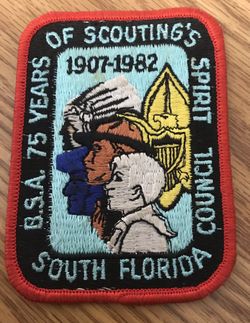 B.S.A. 75 YEARS OF SCOUTING'S SPIRIT
1907-1982
SOUTH FLORIDA COUNCIL